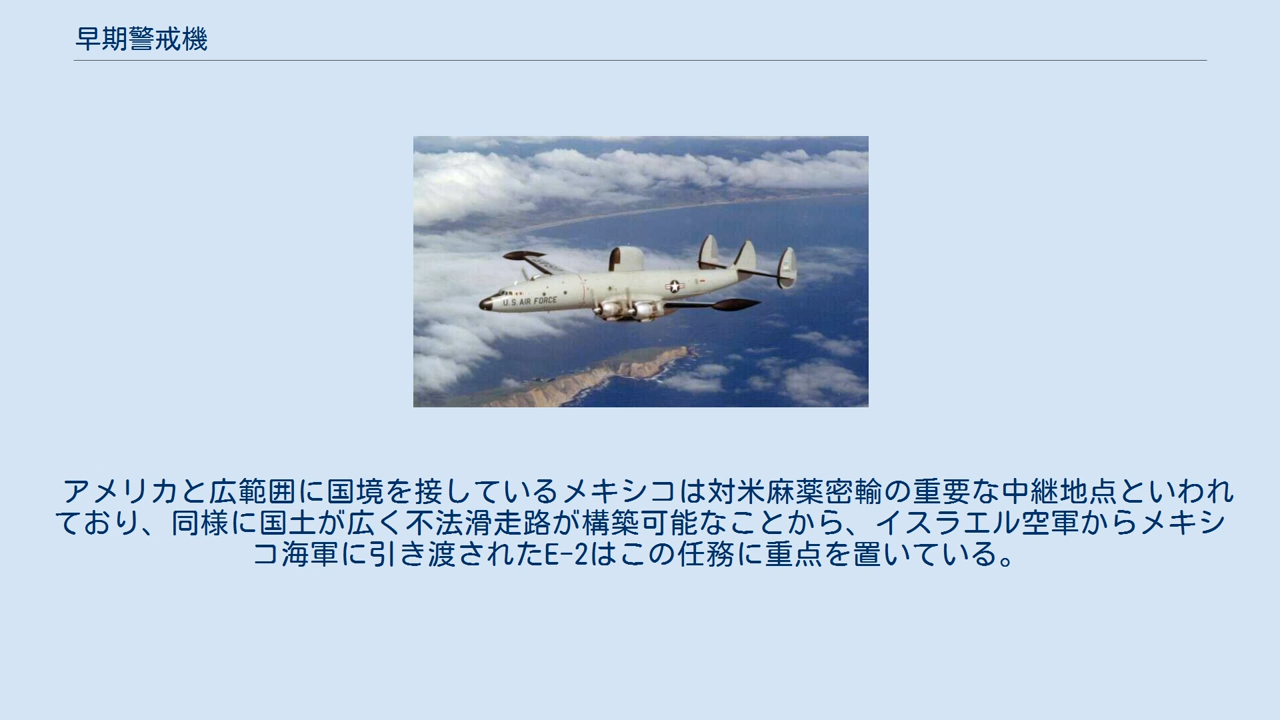 早期警戒機
U.S AIR FORCE
アメリカと広範囲に国境を接しているメキシコは対米麻薬密輸の重要な中継地点といわれ
ており、同様に国土が広く不法滑走路が構築可能なことから、イスラエル空軍からメキシ
コ海軍に引き渡されたE-2はこの任務に重点を置いている。